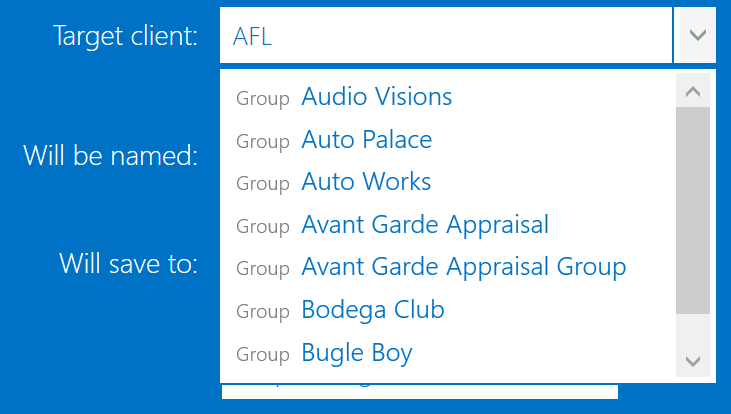 Target client: AFL
Group Audio Visions
Group Auto Palace
Will be named:
Group Auto Works
Group Avant Garde Appraisal
Will save to:
Group Avant Garde Appraisal Group
Group Bodega Club
Group Bugle Boy